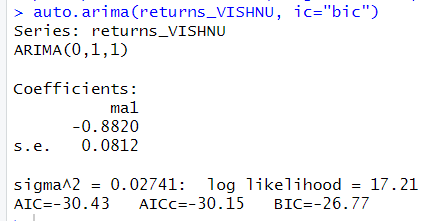 > auto.arima(returns_VISHNU, ic="bic")
Series: returns_VISHNU
ARIMA(0,1,1)
Coefficients:
ma1
-0.8820
s.e. 0.0812
sigma^2 = 0.02741: log likelihood = 17.21
AIC=-30.43 AICc=-30.15 BIC=-26.77